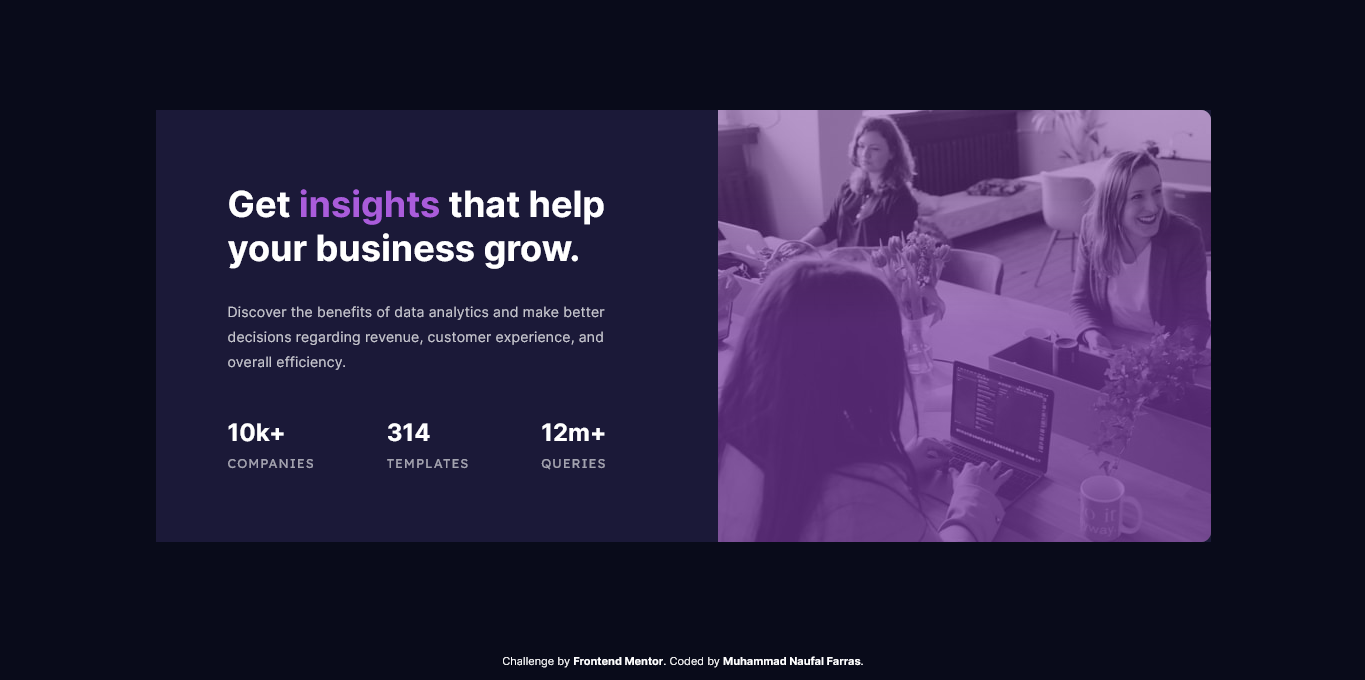 Get insights that help
your business grow.
Discover the benefits of data analytics and make better
decisions regarding revenue, customer experience, and
overall efficiency.
10k+ 314 12m+
COMPANIES TEMPLATES QUERIES
Challenge by Frontend Mentor. Coded by Muhammad Naufal Farras.